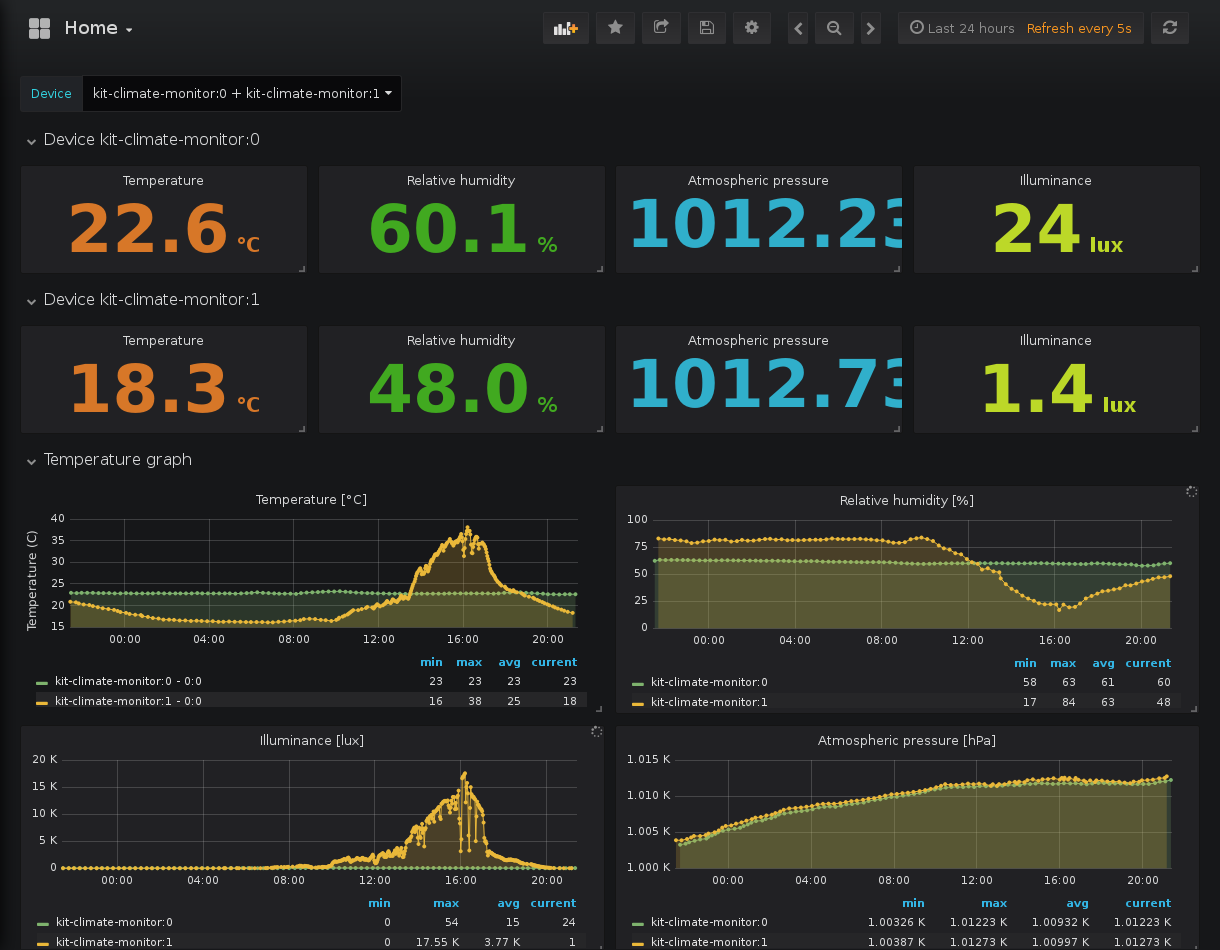 Home
Last 24 hours Refresh every 5s
Device kit-climate-monitor:0 + kit-climate-monitor:1
Device kit-climate-monitor:0
Temperature Relative humidity Atmospheric pressure Illuminance
22.6 °C 60.1 % 1012.23 24 lux
Device kit-climate-monitor:1
Temperature Relative humidity Atmospheric pressure Illuminance
18.3 °C 48.0 % 1012.73 1.4 lux
Temperature graph
Temperature [°C]
Temperature (C)
40
35
30
25
20
15
00:00 04:00 08:00 12:00 16:00 20:00
min max avg current
kit-climate-monitor:0 - 0:0 23 23 23 23
kit-climate-monitor:1 - 0:0 16 38 25 18
Relative humidity [%]
100
75
50
25
0
00:00 04:00 08:00 12:00 16:00 20:00
min max avg current
kit-climate-monitor:0 58 63 61 60
kit-climate-monitor:1 17 84 63 48
Illuminance [lux]
20 K
15 K
10 K
5 K
0
00:00 04:00 08:00 12:00 16:00 20:00
min max avg current
kit-climate-monitor:0 0 54 15 24
kit-climate-monitor:1 0 17.55 K 3.77 K 1
Atmospheric pressure [hPa]
1.015 K
1.010 K
1.005 K
1.000 K
00:00 04:00 08:00 12:00 16:00 20:00
min max avg current
kit-climate-monitor:0 1.00326 K 1.01223 K 1.00932 K 1.01223 K
kit-climate-monitor:1 1.00387 K 1.01273 K 1.00997 K 1.01273 K